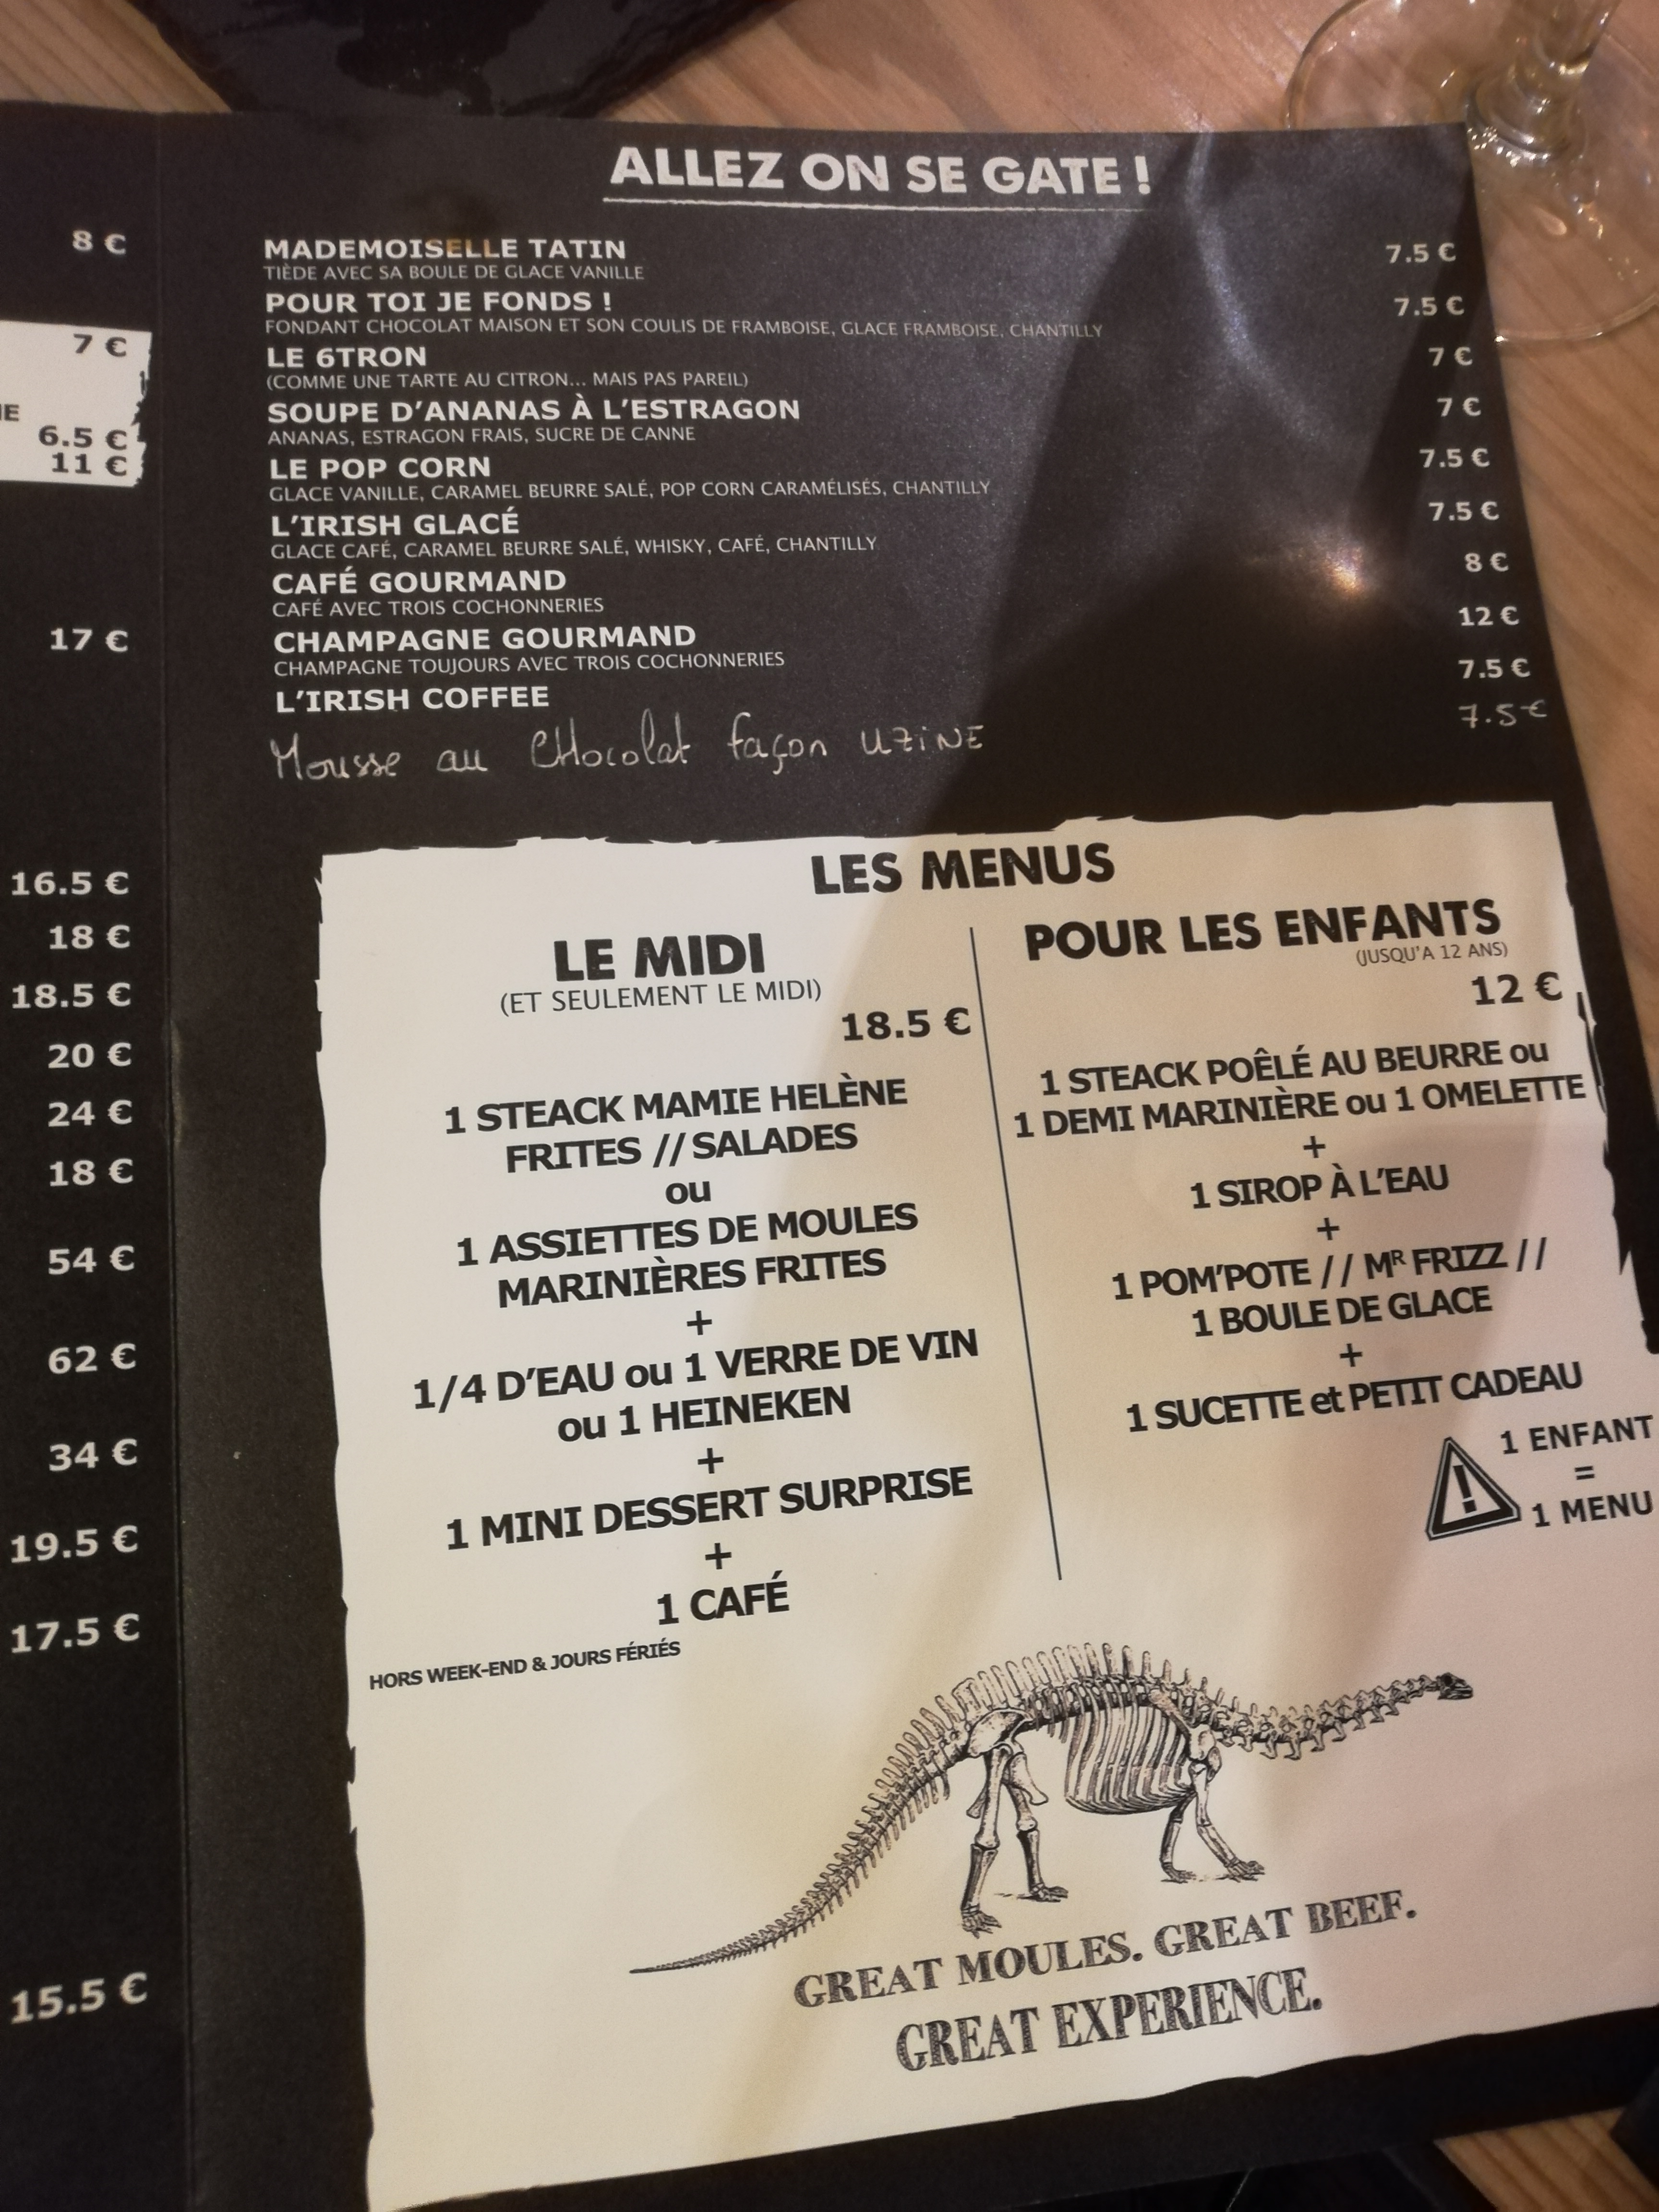 8 €
7 €
6.5 €
11 €
17 €
16.5 €
18 €
18.5 €
20 €
24 €
18 €
54 €
62 €
34 €
19.5 €
17.5 €
15.5 €
ALLEZ ON SE GATE !
MADEMOISELLE TATIN 7.5 €
TIÈDE AVEC SA BOULE DE GLACE VANILLE
POUR TOI JE FONDS ! 7.5 €
FONDANT CHOCOLAT MAISON ET SON COULIS DE FRAMBOISE, GLACE FRAMBOISE, CHANTILLY
LE 6TRON 7 €
(COMME UNE TARTE AU CITRON... MAIS PAS PAREIL)
SOUPE D'ANANAS À L'ESTRAGON 7 €
ANANAS, ESTRAGON FRAIS, SUCRE DE CANNE
LE POP CORN 7.5 €
GLACE VANILLE, CARAMEL BEURRE SALÉ, POP CORN CARAMÉLISÉS, CHANTILLY
L'IRISH GLACÉ 7.5 €
GLACE CAFÉ, CARAMEL BEURRE SALÉ, WHISKY, CAFÉ, CHANTILLY
CAFÉ GOURMAND 8 €
CAFÉ AVEC TROIS COCHONNERIES
CHAMPAGNE GOURMAND 12 €
CHAMPAGNE TOUJOURS AVEC TROIS COCHONNERIES
L'IRISH COFFEE 7.5 €
Mousse au CHocolat façon UZINE 7.5€
LES MENUS
LE MIDI
(ET SEULEMENT LE MIDI)
18.5 €
1 STEACK MAMIE HELÈNE
FRITES // SALADES
ou
1 ASSIETTES DE MOULES
MARINIÈRES FRITES
+
1/4 D'EAU ou 1 VERRE DE VIN
ou 1 HEINEKEN
+
1 MINI DESSERT SURPRISE
+
1 CAFÉ
HORS WEEK-END & JOURS FÉRIÉS
POUR LES ENFANTS
(JUSQU'A 12 ANS)
12 €
1 STEACK POÊLÉ AU BEURRE ou
1 DEMI MARINIÈRE ou 1 OMELETTE
+
1 SIROP À L'EAU
+
1 POM'POTE // MR FRIZZ //
1 BOULE DE GLACE
+
1 SUCETTE et PETIT CADEAU
! 1 ENFANT
=
1 MENU
GREAT MOULES. GREAT BEEF.
GREAT EXPERIENCE.